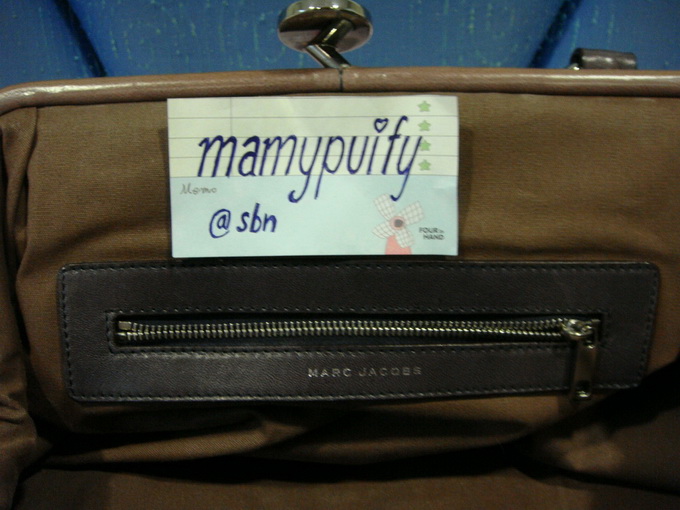 mamypuify
Memo
@sbn
FOUR in
HAND
MARC JACOBS